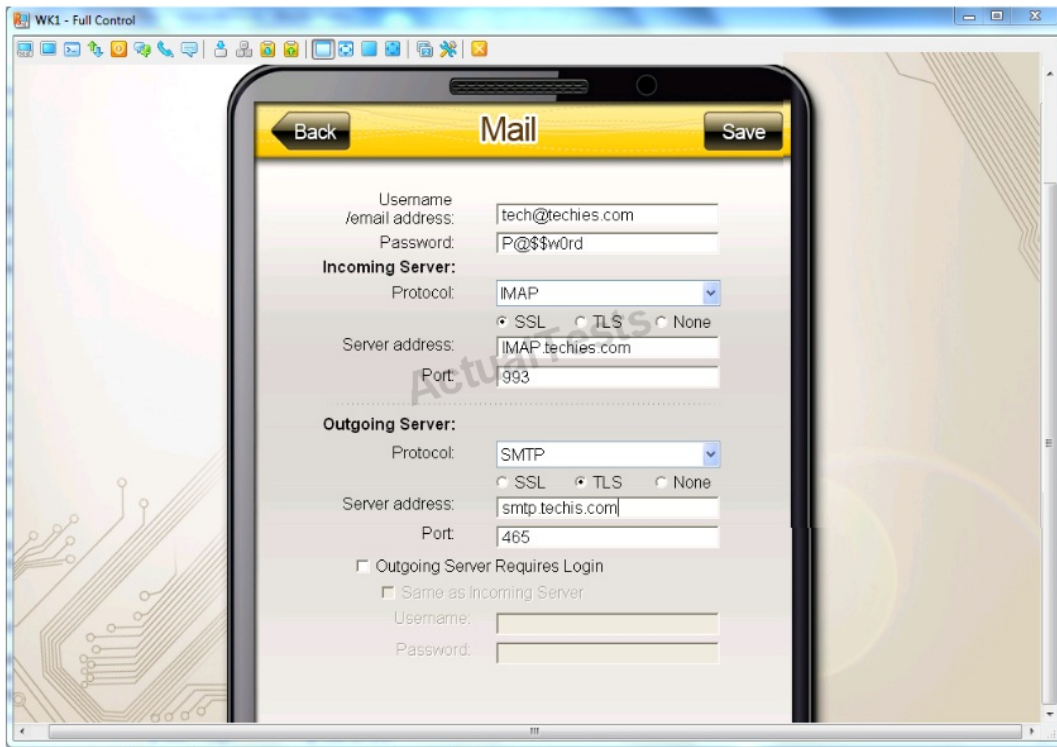 WK1 - Full Control
Back
Mail
Save
Username
/email address:
tech@techies.com
Password:
P@$$w0rd
Incoming Server:
Protocol:
IMAP
SSL TLS None
Server address:
IMAP.techies.com
Port:
993
ActualTests
Outgoing Server:
Protocol:
SMTP
SSL TLS None
Server address:
smtp.techis.com
Port:
465
Outgoing Server Requires Login
Same as Incoming Server
Username:
Password: